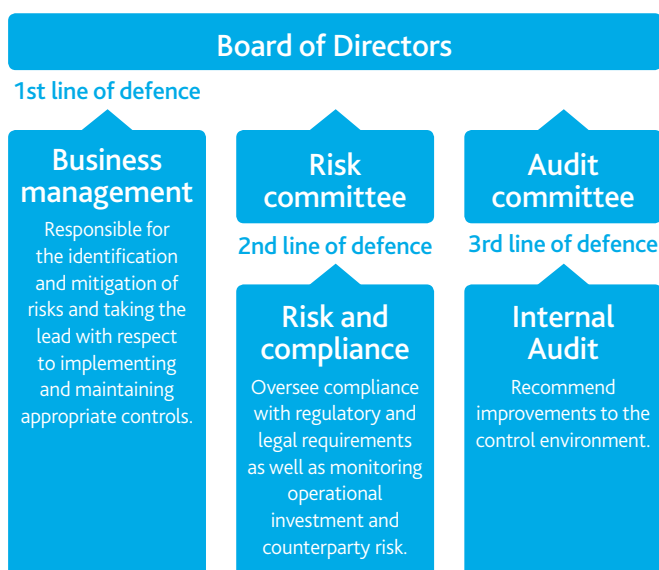 Board of Directors
1st line of defence
Business
management
Responsible for
the identification
and mitigation of
risks and taking the
lead with respect
to implementing
and maintaining
appropriate controls.
Risk
committee
2nd line of defence
Risk and
compliance
Oversee compliance
with regulatory and
legal requirements
as well as monitoring
operational
investment and
counterparty risk.
Audit
committee
3rd line of defence
Internal
Audit
Recommend
improvements to the
control environment.